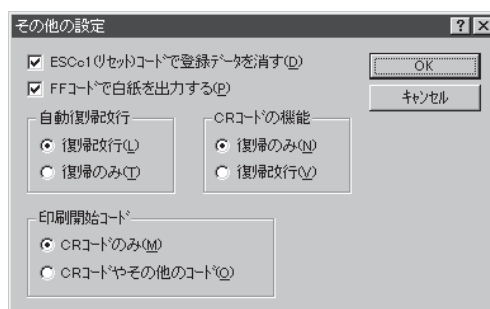 その他の設定
ESCc1(リセット)コードで登録データを消す(D)
FFコードで白紙を出力する(P)
OK
キャンセル
自動復帰改行
復帰改行(L)
復帰のみ(T)
CRコードの機能
復帰のみ(N)
復帰改行(V)
印刷開始コード
CRコードのみ(M)
CRコードやその他のコード(O)